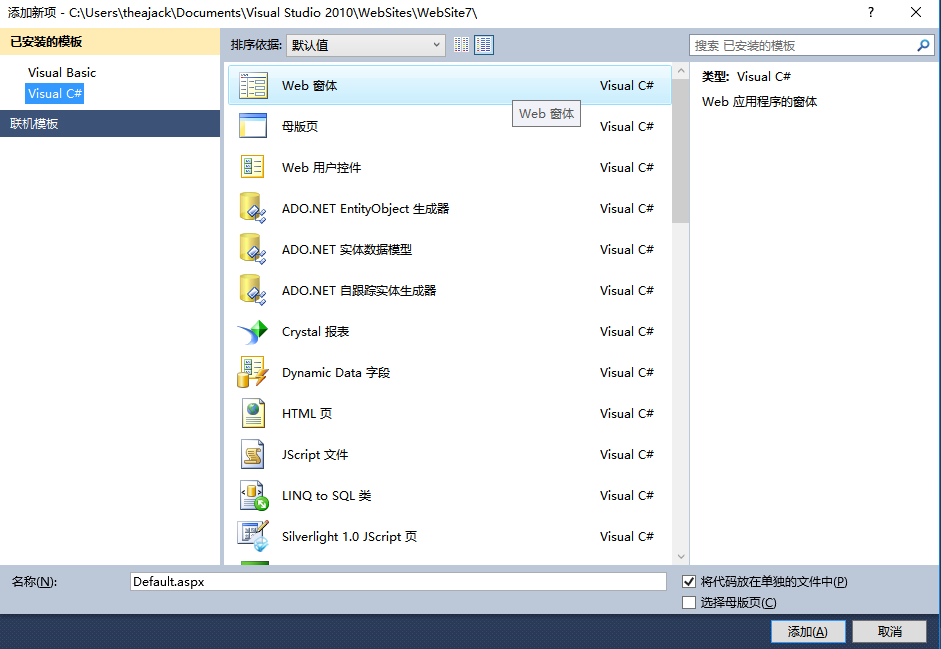 添加新项 - C:\Users\theajack\Documents\Visual Studio 2010\WebSites\WebSite7\
?
已安装的模板
Visual Basic
Visual C#
联机模板
排序依据: 默认值
搜索 已安装的模板
Web 窗体 Visual C#
Web 窗体
母版页 Visual C#
Web 用户控件 Visual C#
ADO.NET EntityObject 生成器 Visual C#
ADO.NET 实体数据模型 Visual C#
ADO.NET 自跟踪实体生成器 Visual C#
Crystal 报表 Visual C#
Dynamic Data 字段 Visual C#
HTML 页 Visual C#
JScript 文件 Visual C#
LINQ to SQL 类 Visual C#
Silverlight 1.0 JScript 页 Visual C#
类型: Visual C#
Web 应用程序的窗体
名称(N): Default.aspx
将代码放在单独的文件中(P)
选择母版页(C)
添加(A) 取消